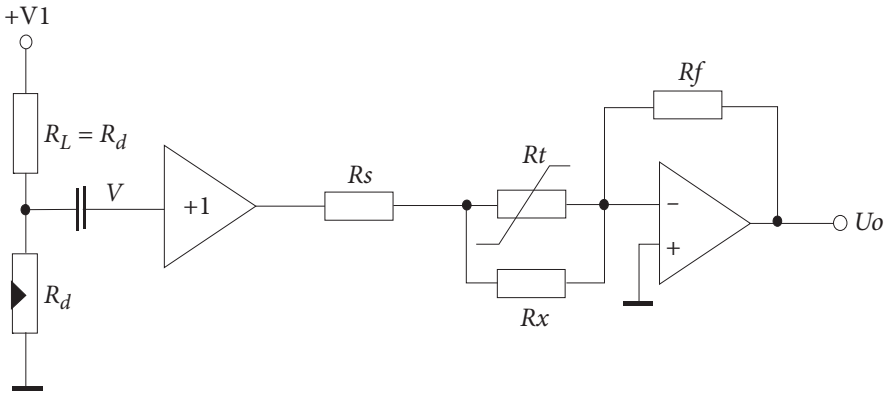 +V1
R_L = R_d
V
+1
Rs
Rt
Rf
Rx
−
+
Uo
R_d